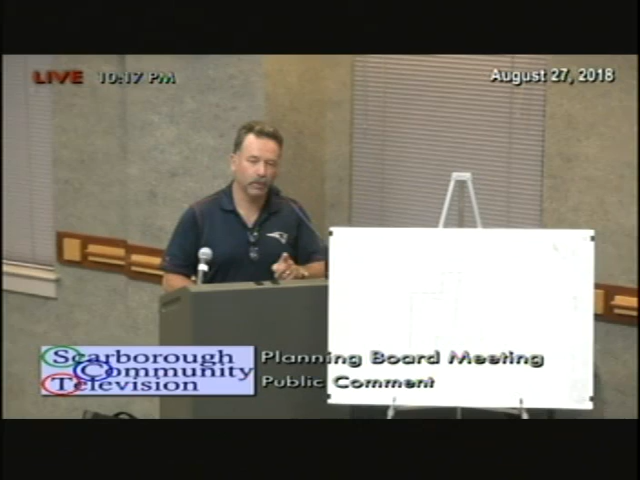 LIVE 10:17 PM
August 27, 2018
Scarborough
Community
Television
Planning Board Meeting
Public Comment